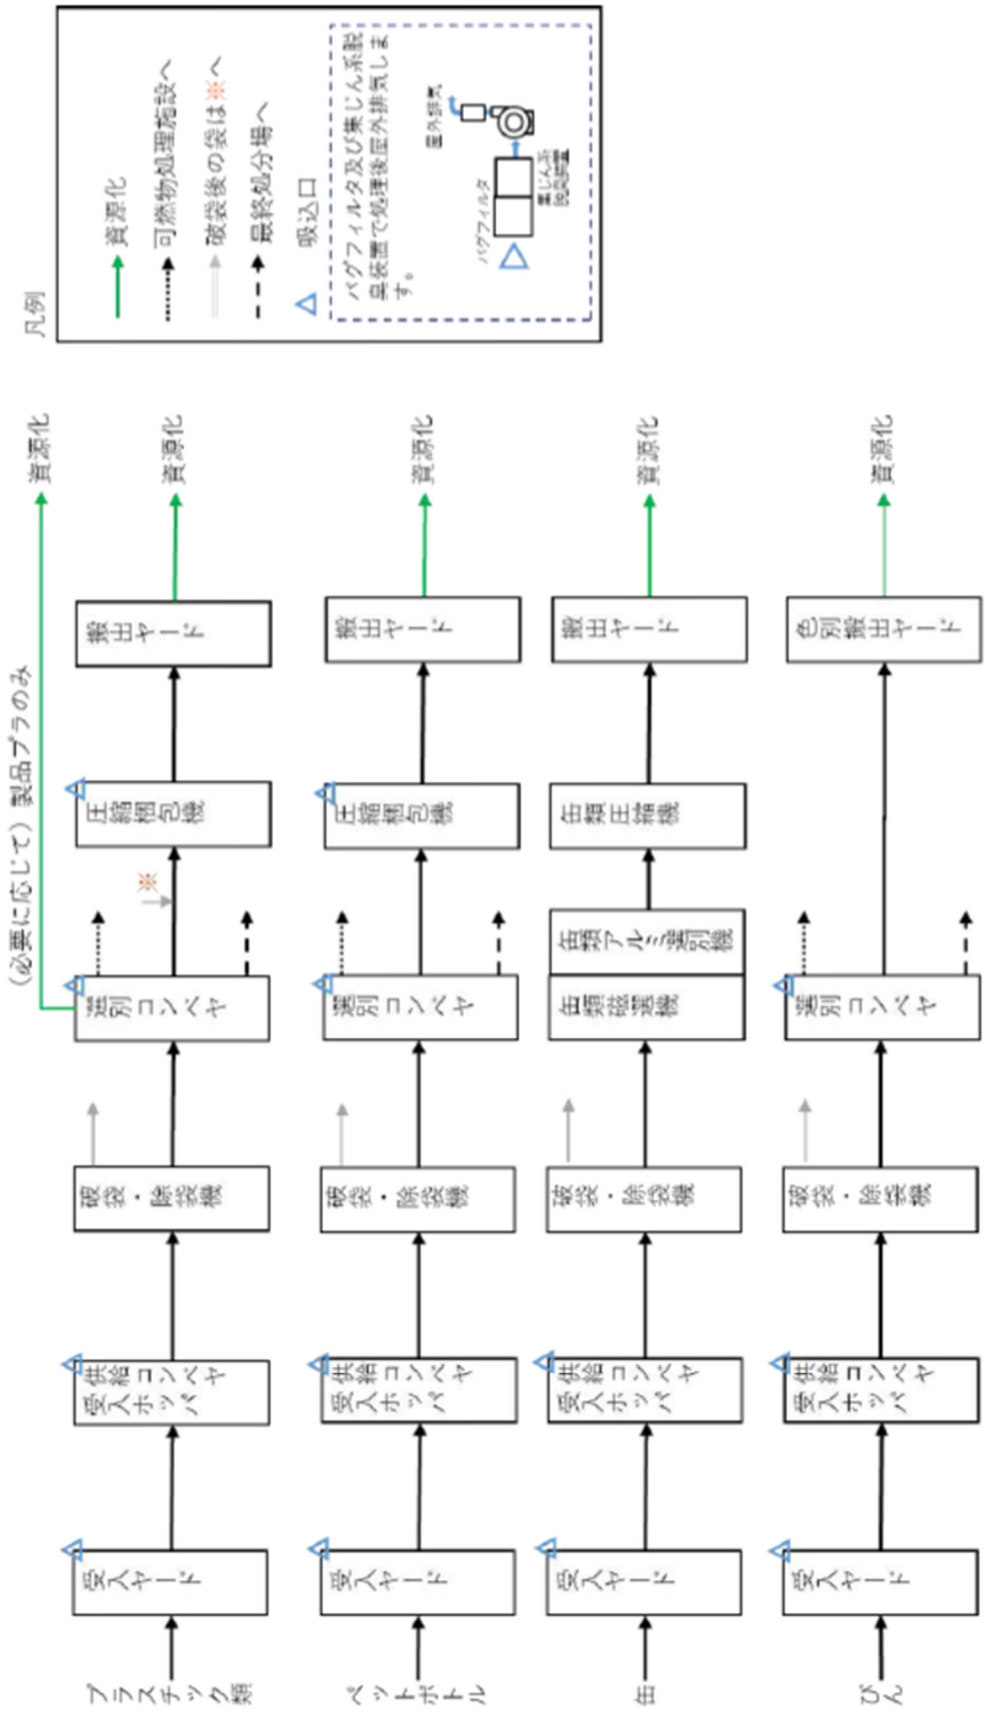 凡例
資源化
可燃物処理施設へ
破袋後の袋は※へ
最終処分場へ
吸込口
バグフィルタ及び集じん系脱
臭装置で処理後屋外排気しま
す。
バグフィルタ
集じん系
脱臭装置
屋外排気
（必要に応じて）製品プラのみ
資源化
プラスチック類
受入ヤード
供給コンベヤ
受入ホッパ
破袋・除袋機
選別コンベヤ
※
圧縮梱包機
搬出ヤード
資源化
ペットボトル
受入ヤード
供給コンベヤ
受入ホッパ
破袋・除袋機
選別コンベヤ
圧縮梱包機
搬出ヤード
資源化
缶
受入ヤード
供給コンベヤ
受入ホッパ
破袋・除袋機
缶類磁選機
缶類アルミ選別機
缶類圧縮機
搬出ヤード
資源化
びん
受入ヤード
供給コンベヤ
受入ホッパ
破袋・除袋機
選別コンベヤ
色別搬出ヤード
資源化